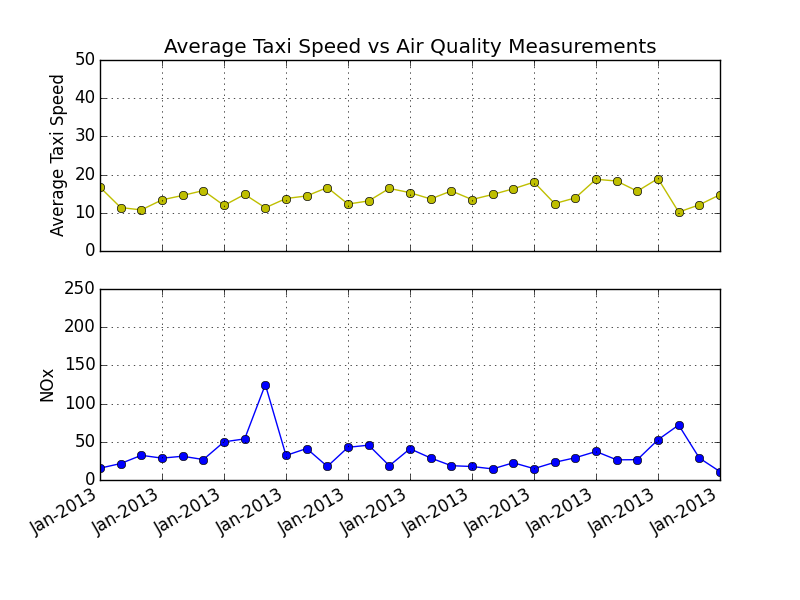 Average Taxi Speed vs Air Quality Measurements
50
40
30
20
10
0
Average Taxi Speed
250
200
150
100
50
0
NOx
Jan-2013
Jan-2013
Jan-2013
Jan-2013
Jan-2013
Jan-2013
Jan-2013
Jan-2013
Jan-2013
Jan-2013
Jan-2013